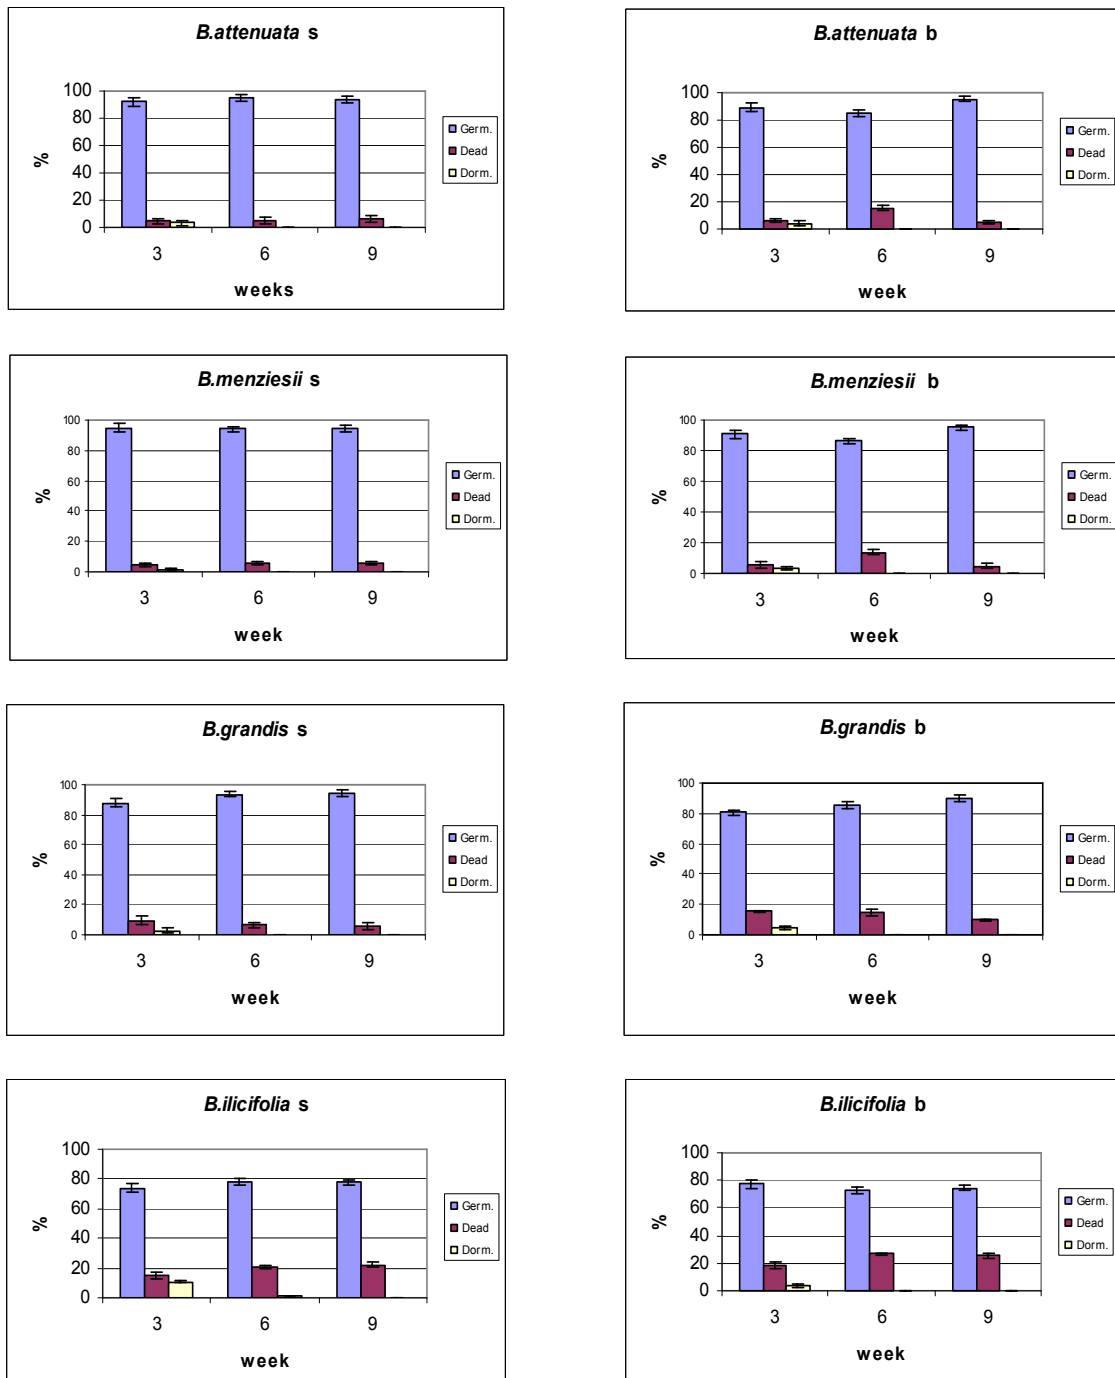 B.attenuata s
100
80
60
40
20
0
%
3 6 9
weeks
Germ.
Dead
Dorm.
B.attenuata b
100
80
60
40
20
0
%
3 6 9
week
Germ.
Dead
Dorm.
B.menziesii s
100
80
60
40
20
0
%
3 6 9
week
Germ.
Dead
Dorm.
B.menziesii b
100
80
60
40
20
0
%
3 6 9
week
Germ.
Dead
Dorm.
B.grandis s
100
80
60
40
20
0
%
3 6 9
week
Germ.
Dead
Dorm.
B.grandis b
100
80
60
40
20
0
%
3 6 9
week
Germ.
Dead
Dorm.
B.ilicifolia s
100
80
60
40
20
0
%
3 6 9
week
Germ.
Dead
Dorm.
B.ilicifolia b
100
80
60
40
20
0
%
3 6 9
week
Germ.
Dead
Dorm.